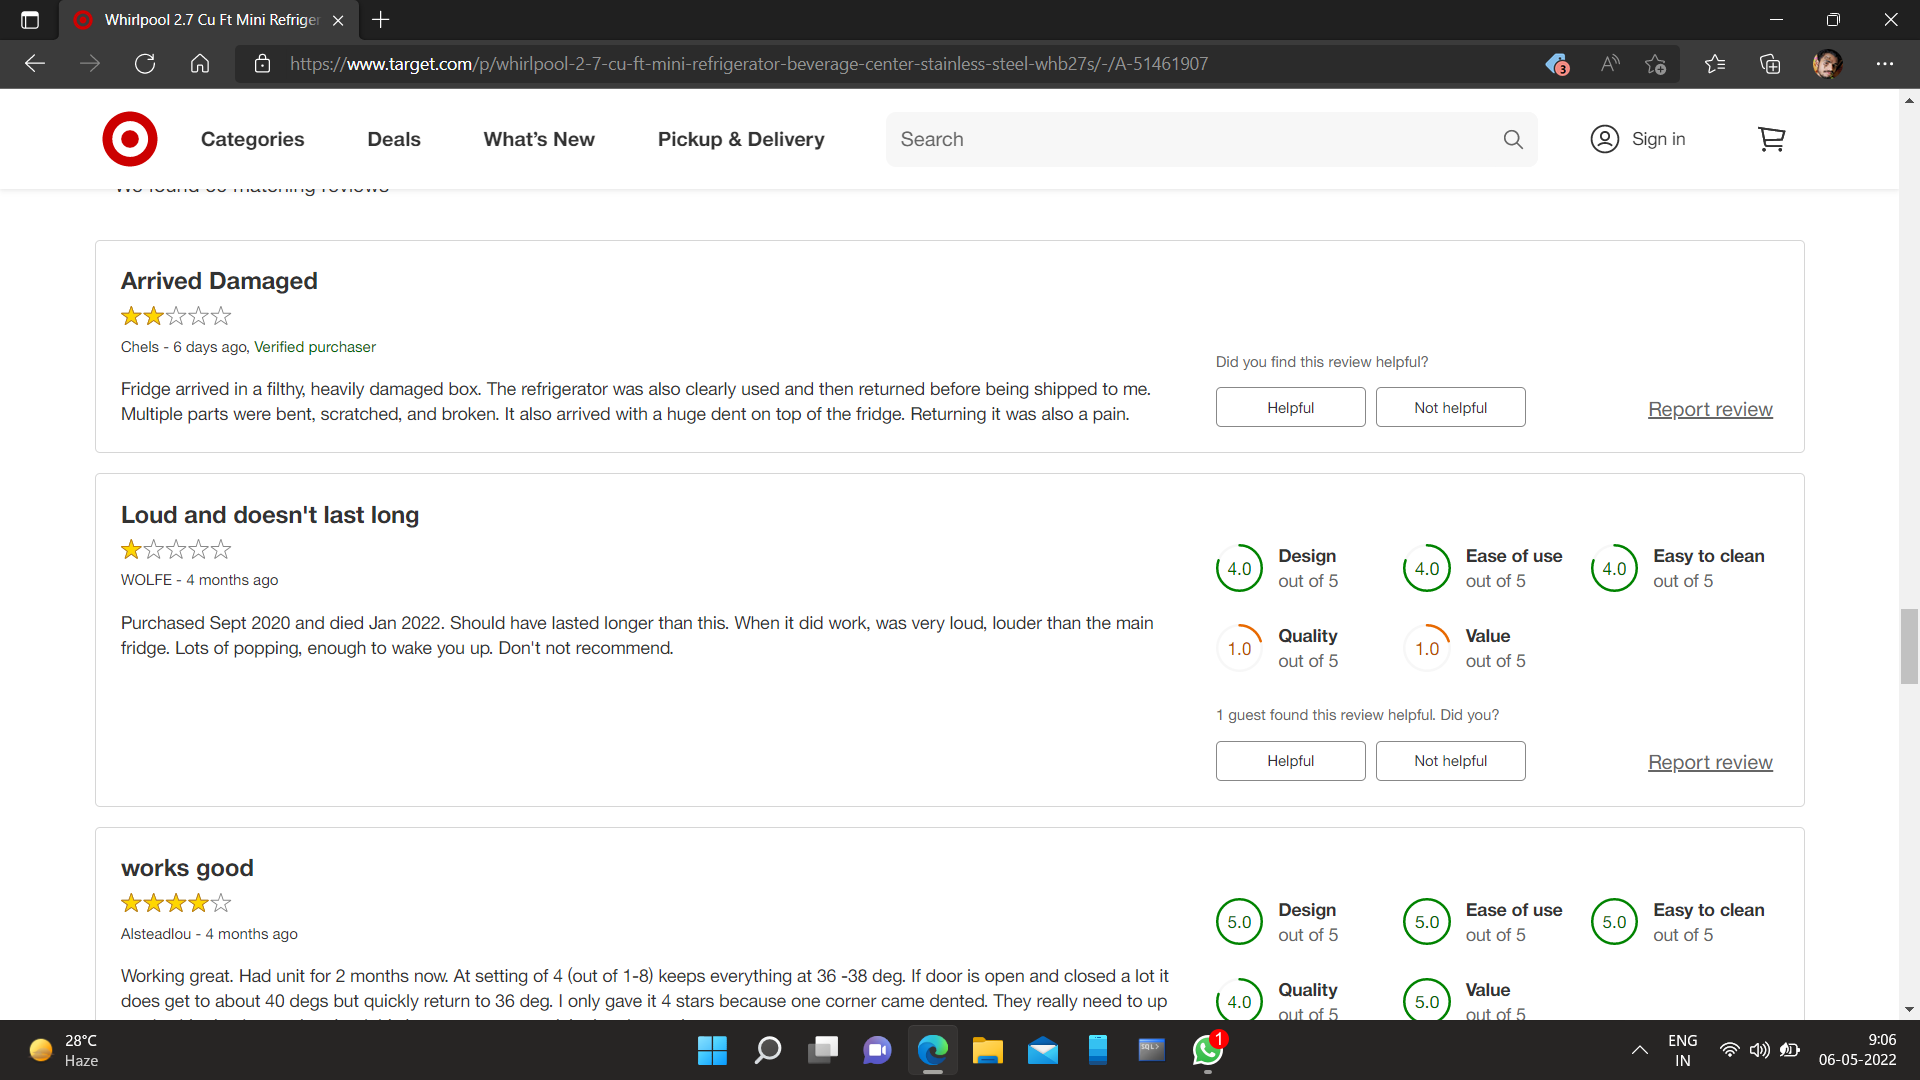 Whirlpool 2.7 Cu Ft Mini Refriger
https://www.target.com/p/whirlpool-2-7-cu-ft-mini-refrigerator-beverage-center-stainless-steel-whb27s/-/A-51461907
3
Categories
Deals
What's New
Pickup & Delivery
Search
Sign in
Arrived Damaged
Chels - 6 days ago, Verified purchaser
Fridge arrived in a filthy, heavily damaged box. The refrigerator was also clearly used and then returned before being shipped to me.
Multiple parts were bent, scratched, and broken. It also arrived with a huge dent on top of the fridge. Returning it was also a pain.
Did you find this review helpful?
Helpful
Not helpful
Report review
Loud and doesn't last long
WOLFE - 4 months ago
Purchased Sept 2020 and died Jan 2022. Should have lasted longer than this. When it did work, was very loud, louder than the main
fridge. Lots of popping, enough to wake you up. Don't not recommend.
4.0 Design out of 5
4.0 Ease of use out of 5
4.0 Easy to clean out of 5
1.0 Quality out of 5
1.0 Value out of 5
1 guest found this review helpful. Did you?
Helpful
Not helpful
Report review
works good
Alsteadlou - 4 months ago
Working great. Had unit for 2 months now. At setting of 4 (out of 1-8) keeps everything at 36 -38 deg. If door is open and closed a lot it
does get to about 40 degs but quickly return to 36 deg. I only gave it 4 stars because one corner came dented. They really need to up
5.0 Design out of 5
5.0 Ease of use out of 5
5.0 Easy to clean out of 5
4.0 Quality out of 5
5.0 Value out of 5
28°C
Haze
SQL>
1
ENG
IN
9:06
06-05-2022